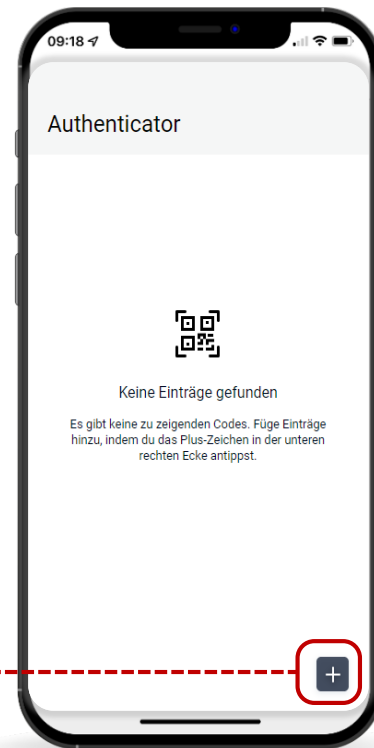 09:18
Authenticator
Keine Einträge gefunden
Es gibt keine zu zeigenden Codes. Füge Einträge
hinzu, indem du das Plus-Zeichen in der unteren
rechten Ecke antippst.
+